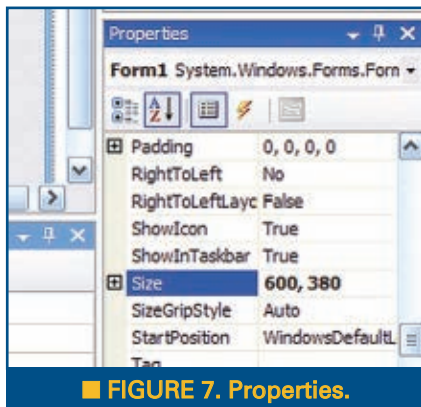 Properties
Form1 System.Windows.Forms.Forn
Padding 0, 0, 0, 0
RightToLeft No
RightToLeftLayc False
ShowIcon True
ShowInTaskbar True
Size 600, 380
SizeGripStyle Auto
StartPosition WindowsDefaultL
Tag
■ FIGURE 7. Properties.